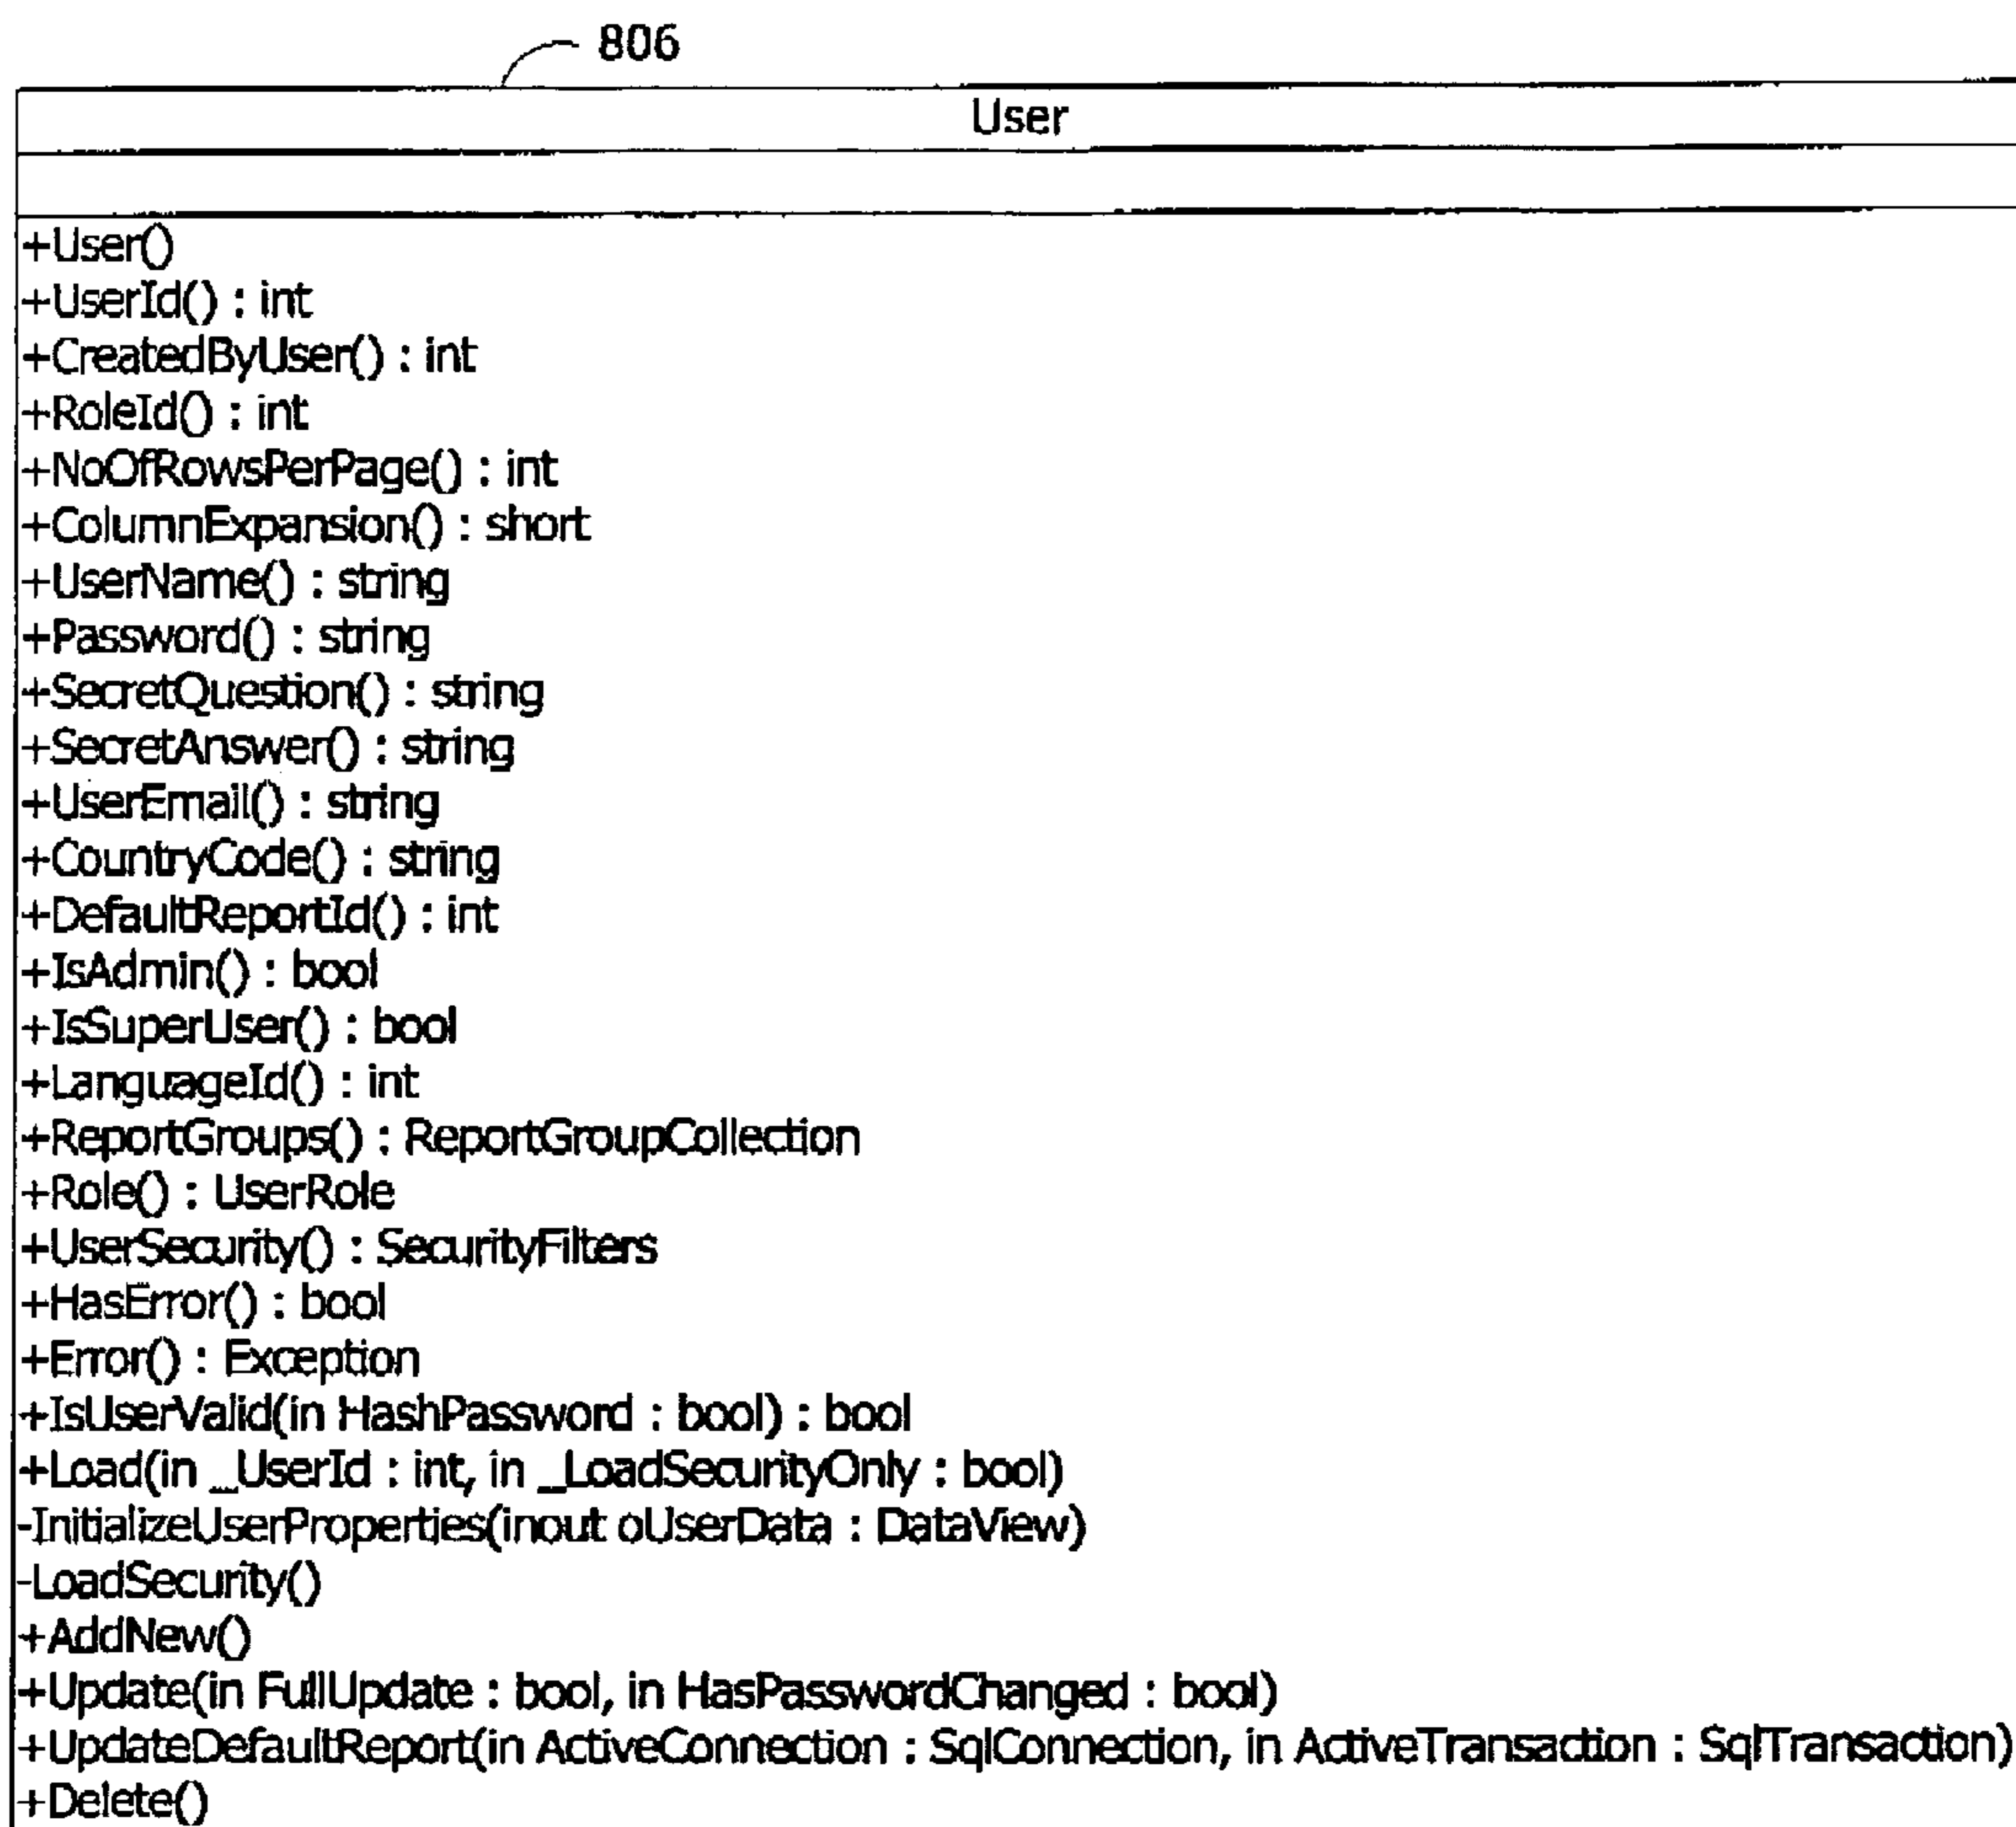 806
User
+User()
+UserId() : int
+CreatedByUser() : int
+RoleId() : int
+NoOfRowsPerPage() : int
+ColumnExpansion() : short
+UserName() : string
+Password() : string
+SecretQuestion() : string
+SecretAnswer() : string
+UserEmail() : string
+CountryCode() : string
+DefaultReportId() : int
+IsAdmin() : bool
+IsSuperUser() : bool
+LanguageId() : int
+ReportGroups() : ReportGroupCollection
+Role() : UserRole
+UserSecurity() : SecurityFilters
+HasError() : bool
+Error() : Exception
+IsUserValid(in HashPassword : bool) : bool
+Load(in _UserId : int, in _LoadSecurityOnly : bool)
-InitializeUserProperties(inout oUserData : DataView)
-LoadSecurity()
+AddNew()
+Update(in FullUpdate : bool, in HasPasswordChanged : bool)
+UpdateDefaultReport(in ActiveConnection : SqlConnection, in ActiveTransaction : SqlTransaction)
+Delete()